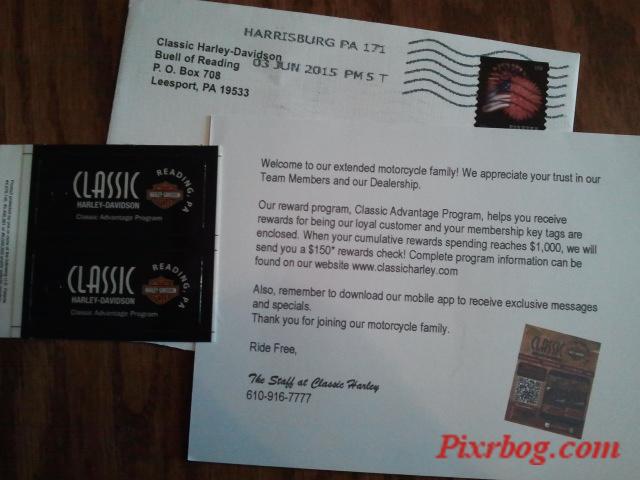 HARRISBURG PA 171
03 JUN 2015 PM 5 T
Classic Harley-Davidson
Buell of Reading
P. O. Box 708
Leesport, PA 19533
CLASSIC
HARLEY-DAVIDSON
READING, PA
Classic Advantage Program
CLASSIC
HARLEY-DAVIDSON
READING, PA
Classic Advantage Program
Welcome to our extended motorcycle family! We appreciate your trust in our
Team Members and our Dealership.
Our reward program, Classic Advantage Program, helps you receive
rewards for being our loyal customer and your membership key tags are
enclosed. When your cumulative rewards spending reaches $1,000, we will
send you a $150* rewards check! Complete program information can be
found on our website www.classicharley.com
Also, remember to download our mobile app to receive exclusive messages
and specials.
Thank you for joining our motorcycle family.
Ride Free,
The Staff at Classic Harley
610-916-7777
CLASSIC
Pixrbog.com